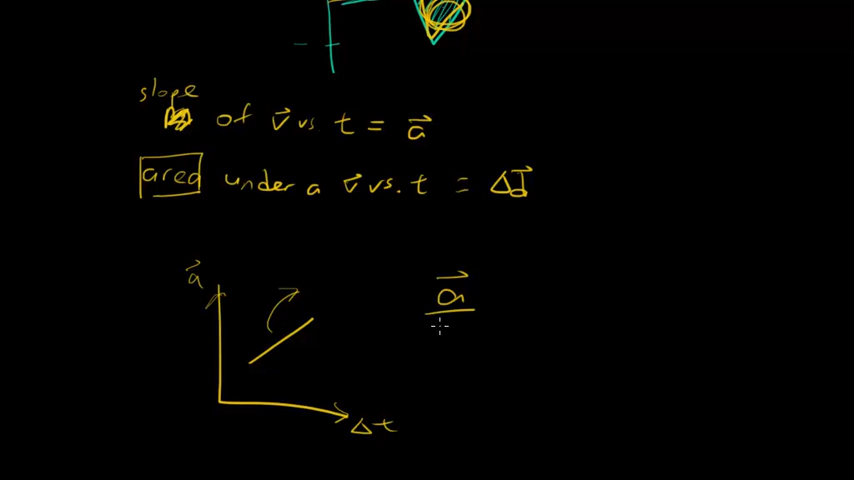 slope
of v⃗ vs t = a⃗
area under a v⃗ vs. t = Δd⃗
a⃗
a⃗
Δt